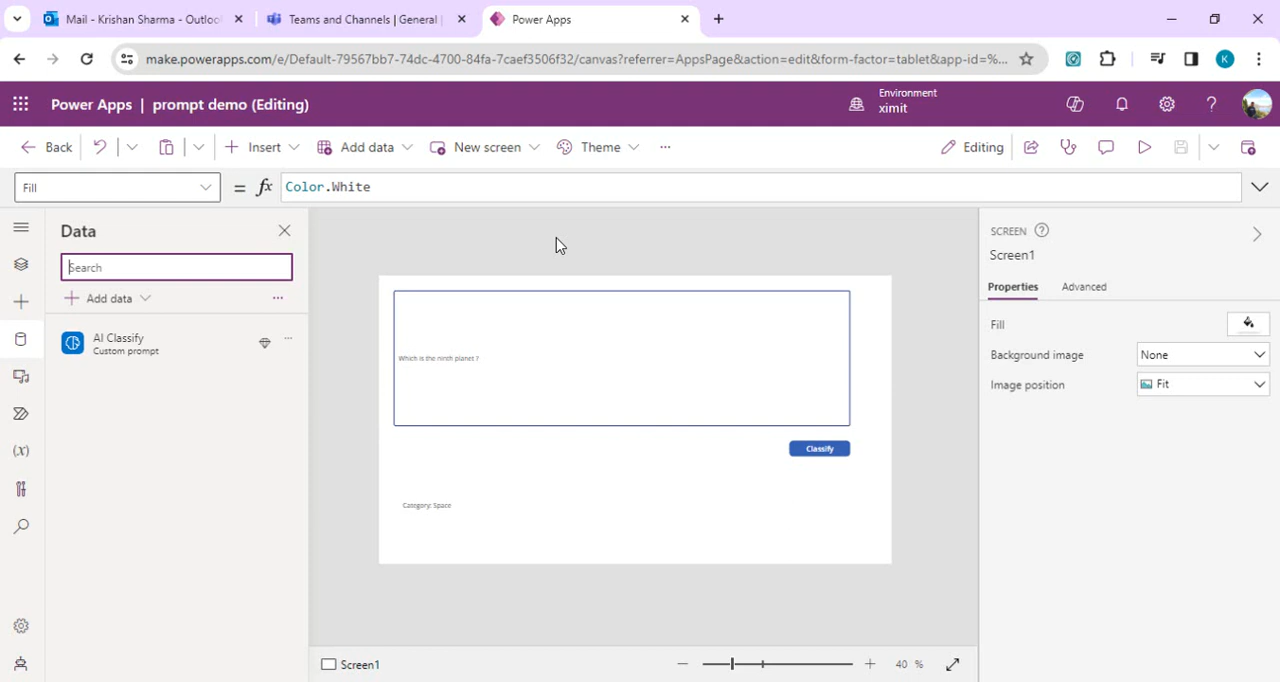 Mail - Krishan Sharma - Outloo
Teams and Channels | General |
Power Apps
make.powerapps.com/e/Default-79567bb7-74dc-4700-84fa-7caef3506f32/canvas?referrer=AppsPage&action=edit&form-factor=tablet&app-id=%...
K
Power Apps | prompt demo (Editing)
Environment
ximit
Back
Insert
Add data
New screen
Theme
...
Editing
Fill
=
fx
Color.White
Data
Search
Add data
...
AI Classify
Custom prompt
...
Which is the ninth planet ?
Classify
Category: Space
SCREEN
Screen1
Properties
Advanced
Fill
Background image
None
Image position
Fit
Screen1
40 %